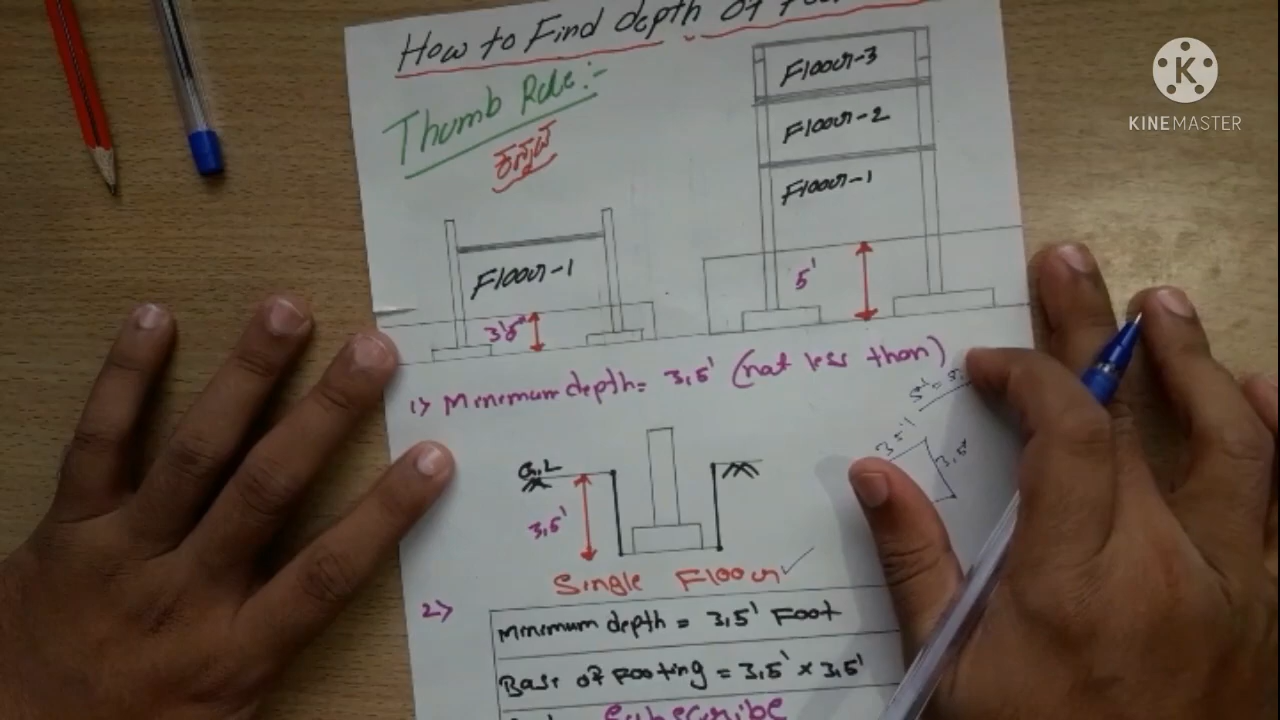 How to Find depth of
Thumb Rule:-
ಕನ್ನಡ
Floor-3
Floor-2
Floor-1
5'
Floor-1
3'5"
1) Minimum depth = 3,5' (not less than)
3,5'
G.L
3,5'
Single Floor
2)
Minimum depth = 3,5' Foot
Base of Footing = 3,5' × 3,5'
Subscribe
K
KINEMASTER